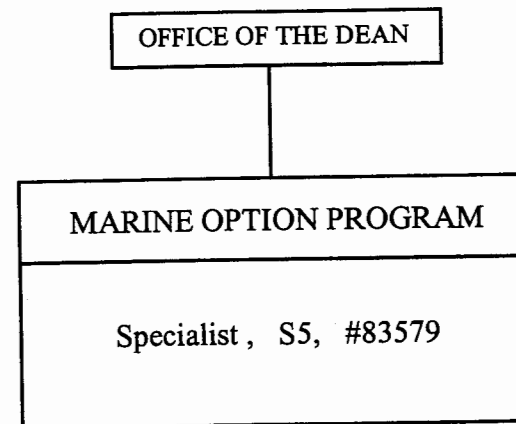 OFFICE OF THE DEAN
MARINE OPTION PROGRAM
Specialist , S5, #83579